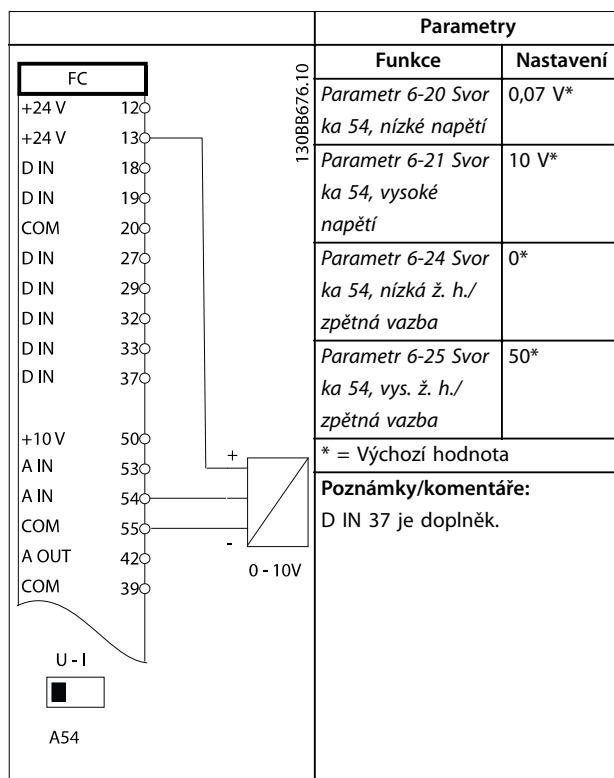 Parametry
Funkce Nastavení
Parametr 6-20 Svor 0,07 V*
ka 54, nízké napětí
Parametr 6-21 Svor 10 V*
ka 54, vysoké
napětí
Parametr 6-24 Svor 0*
ka 54, nízká ž. h./
zpětná vazba
Parametr 6-25 Svor 50*
ka 54, vys. ž. h./
zpětná vazba
* = Výchozí hodnota
Poznámky/komentáře:
D IN 37 je doplněk.
130BB676.10
FC
+24 V 12
+24 V 13
D IN 18
D IN 19
COM 20
D IN 27
D IN 29
D IN 32
D IN 33
D IN 37
+10 V 50
A IN 53
A IN 54
COM 55
A OUT 42
COM 39
+
-
0 - 10V
U - I
A54